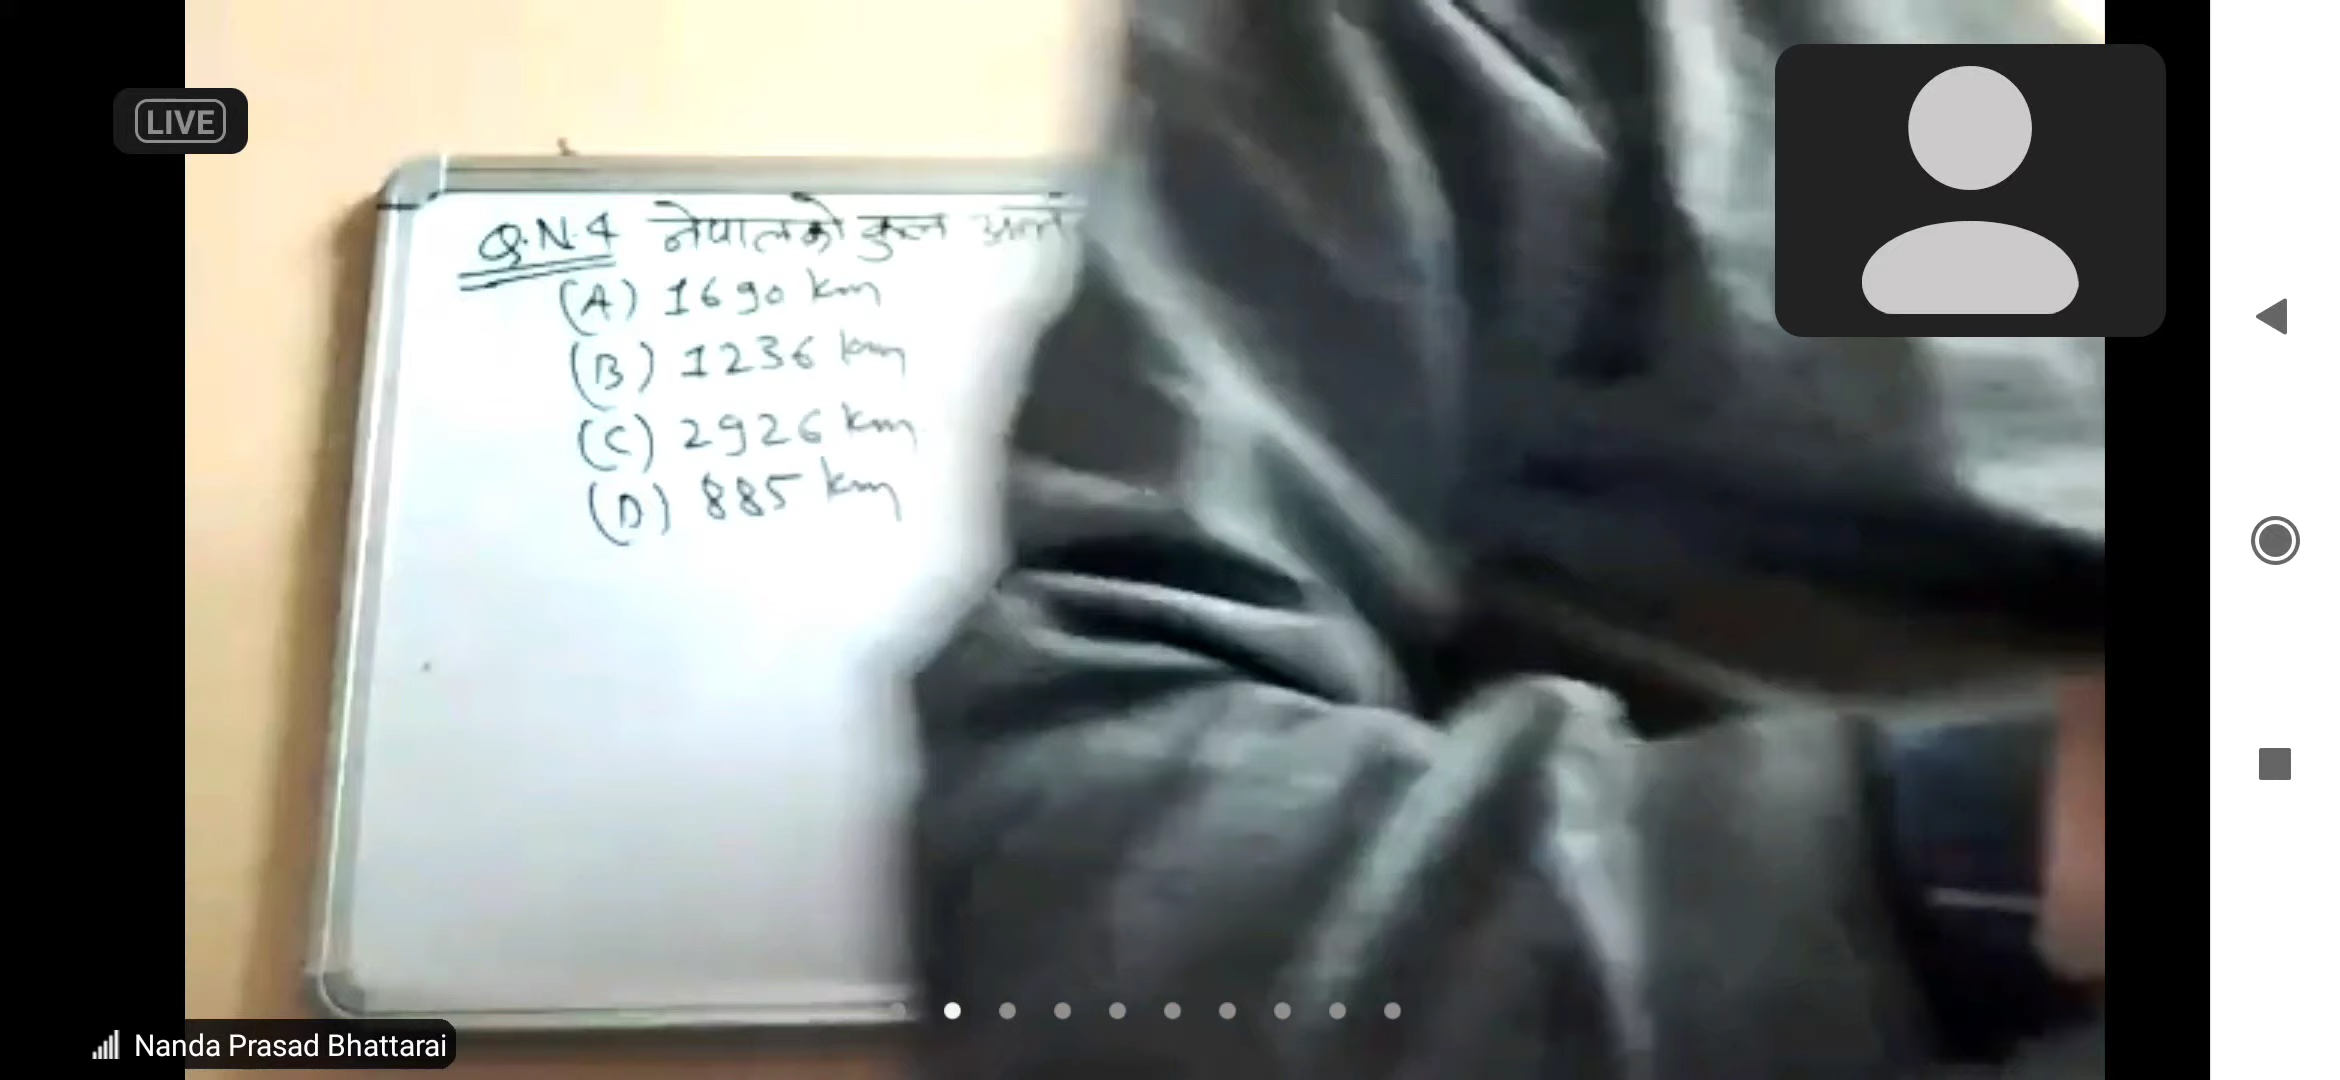 LIVE
Q.N.4 नेपालको कुल
(A) 1690 km
(B) 1236 km
(C) 2926 km
(D) 885 km
Nanda Prasad Bhattarai